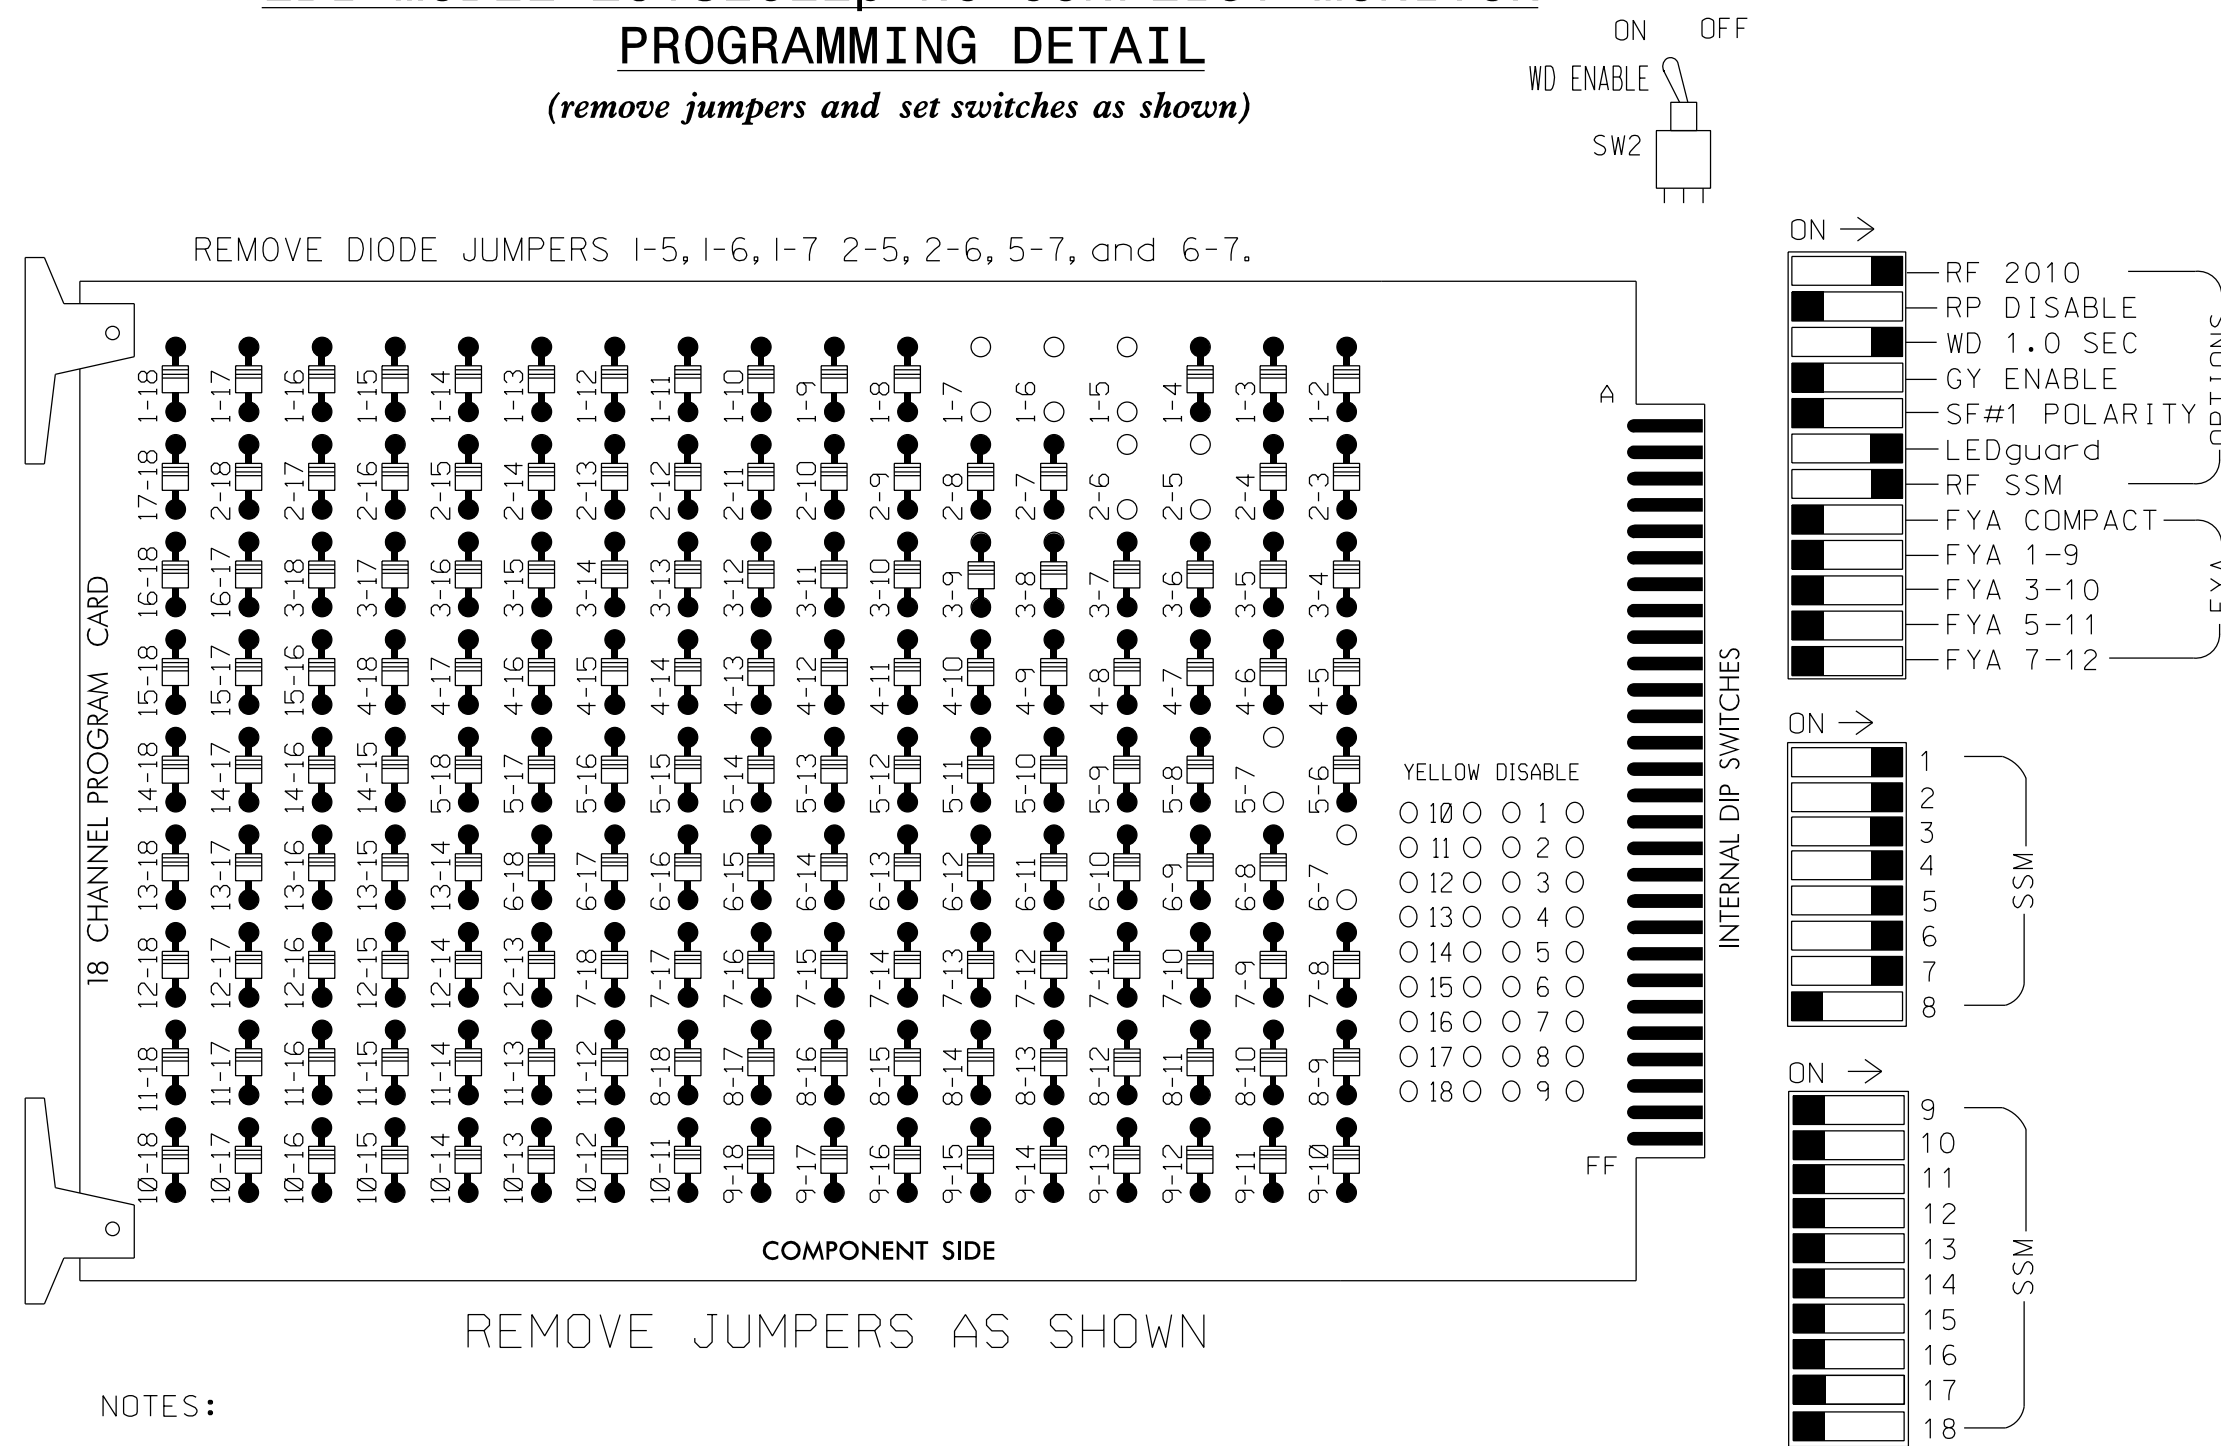 PROGRAMMING DETAIL
(remove jumpers and set switches as shown)
ON OFF
WD ENABLE
SW2
REMOVE DIODE JUMPERS 1-5, 1-6, 1-7 2-5, 2-6, 5-7, and 6-7.
18 CHANNEL PROGRAM CARD
1-18 1-17 1-16 1-15 1-14 1-13 1-12 1-11 1-10 1-9 1-8 1-7 1-6 1-5 1-4 1-3 1-2
17-18 2-18 2-17 2-16 2-15 2-14 2-13 2-12 2-11 2-10 2-9 2-8 2-7 2-6 2-5 2-4 2-3
16-18 16-17 3-18 3-17 3-16 3-15 3-14 3-13 3-12 3-11 3-10 3-9 3-8 3-7 3-6 3-5 3-4
15-18 15-17 15-16 4-18 4-17 4-16 4-15 4-14 4-13 4-12 4-11 4-10 4-9 4-8 4-7 4-6 4-5
14-18 14-17 14-16 14-15 5-18 5-17 5-16 5-15 5-14 5-13 5-12 5-11 5-10 5-9 5-8 5-7 5-6
13-18 13-17 13-16 13-15 13-14 6-18 6-17 6-16 6-15 6-14 6-13 6-12 6-11 6-10 6-9 6-8 6-7
12-18 12-17 12-16 12-15 12-14 12-13 7-18 7-17 7-16 7-15 7-14 7-13 7-12 7-11 7-10 7-9 7-8
11-18 11-17 11-16 11-15 11-14 11-13 11-12 8-18 8-17 8-16 8-15 8-14 8-13 8-12 8-11 8-10 8-9
10-18 10-17 10-16 10-15 10-14 10-13 10-12 10-11 9-18 9-17 9-16 9-15 9-14 9-13 9-12 9-11 9-10
YELLOW DISABLE
10 1
11 2
12 3
13 4
14 5
15 6
16 7
17 8
18 9
A
FF
COMPONENT SIDE
INTERNAL DIP SWITCHES
ON →
RF 2010
RP DISABLE
WD 1.0 SEC
GY ENABLE
SF#1 POLARITY
LEDguard
RF SSM
OPTIONS
FYA COMPACT
FYA 1-9
FYA 3-10
FYA 5-11
FYA 7-12
FYA
ON →
1
2
3
4
5
6
7
8
SSM
ON →
9
10
11
12
13
14
15
16
17
18
SSM
REMOVE JUMPERS AS SHOWN
NOTES: